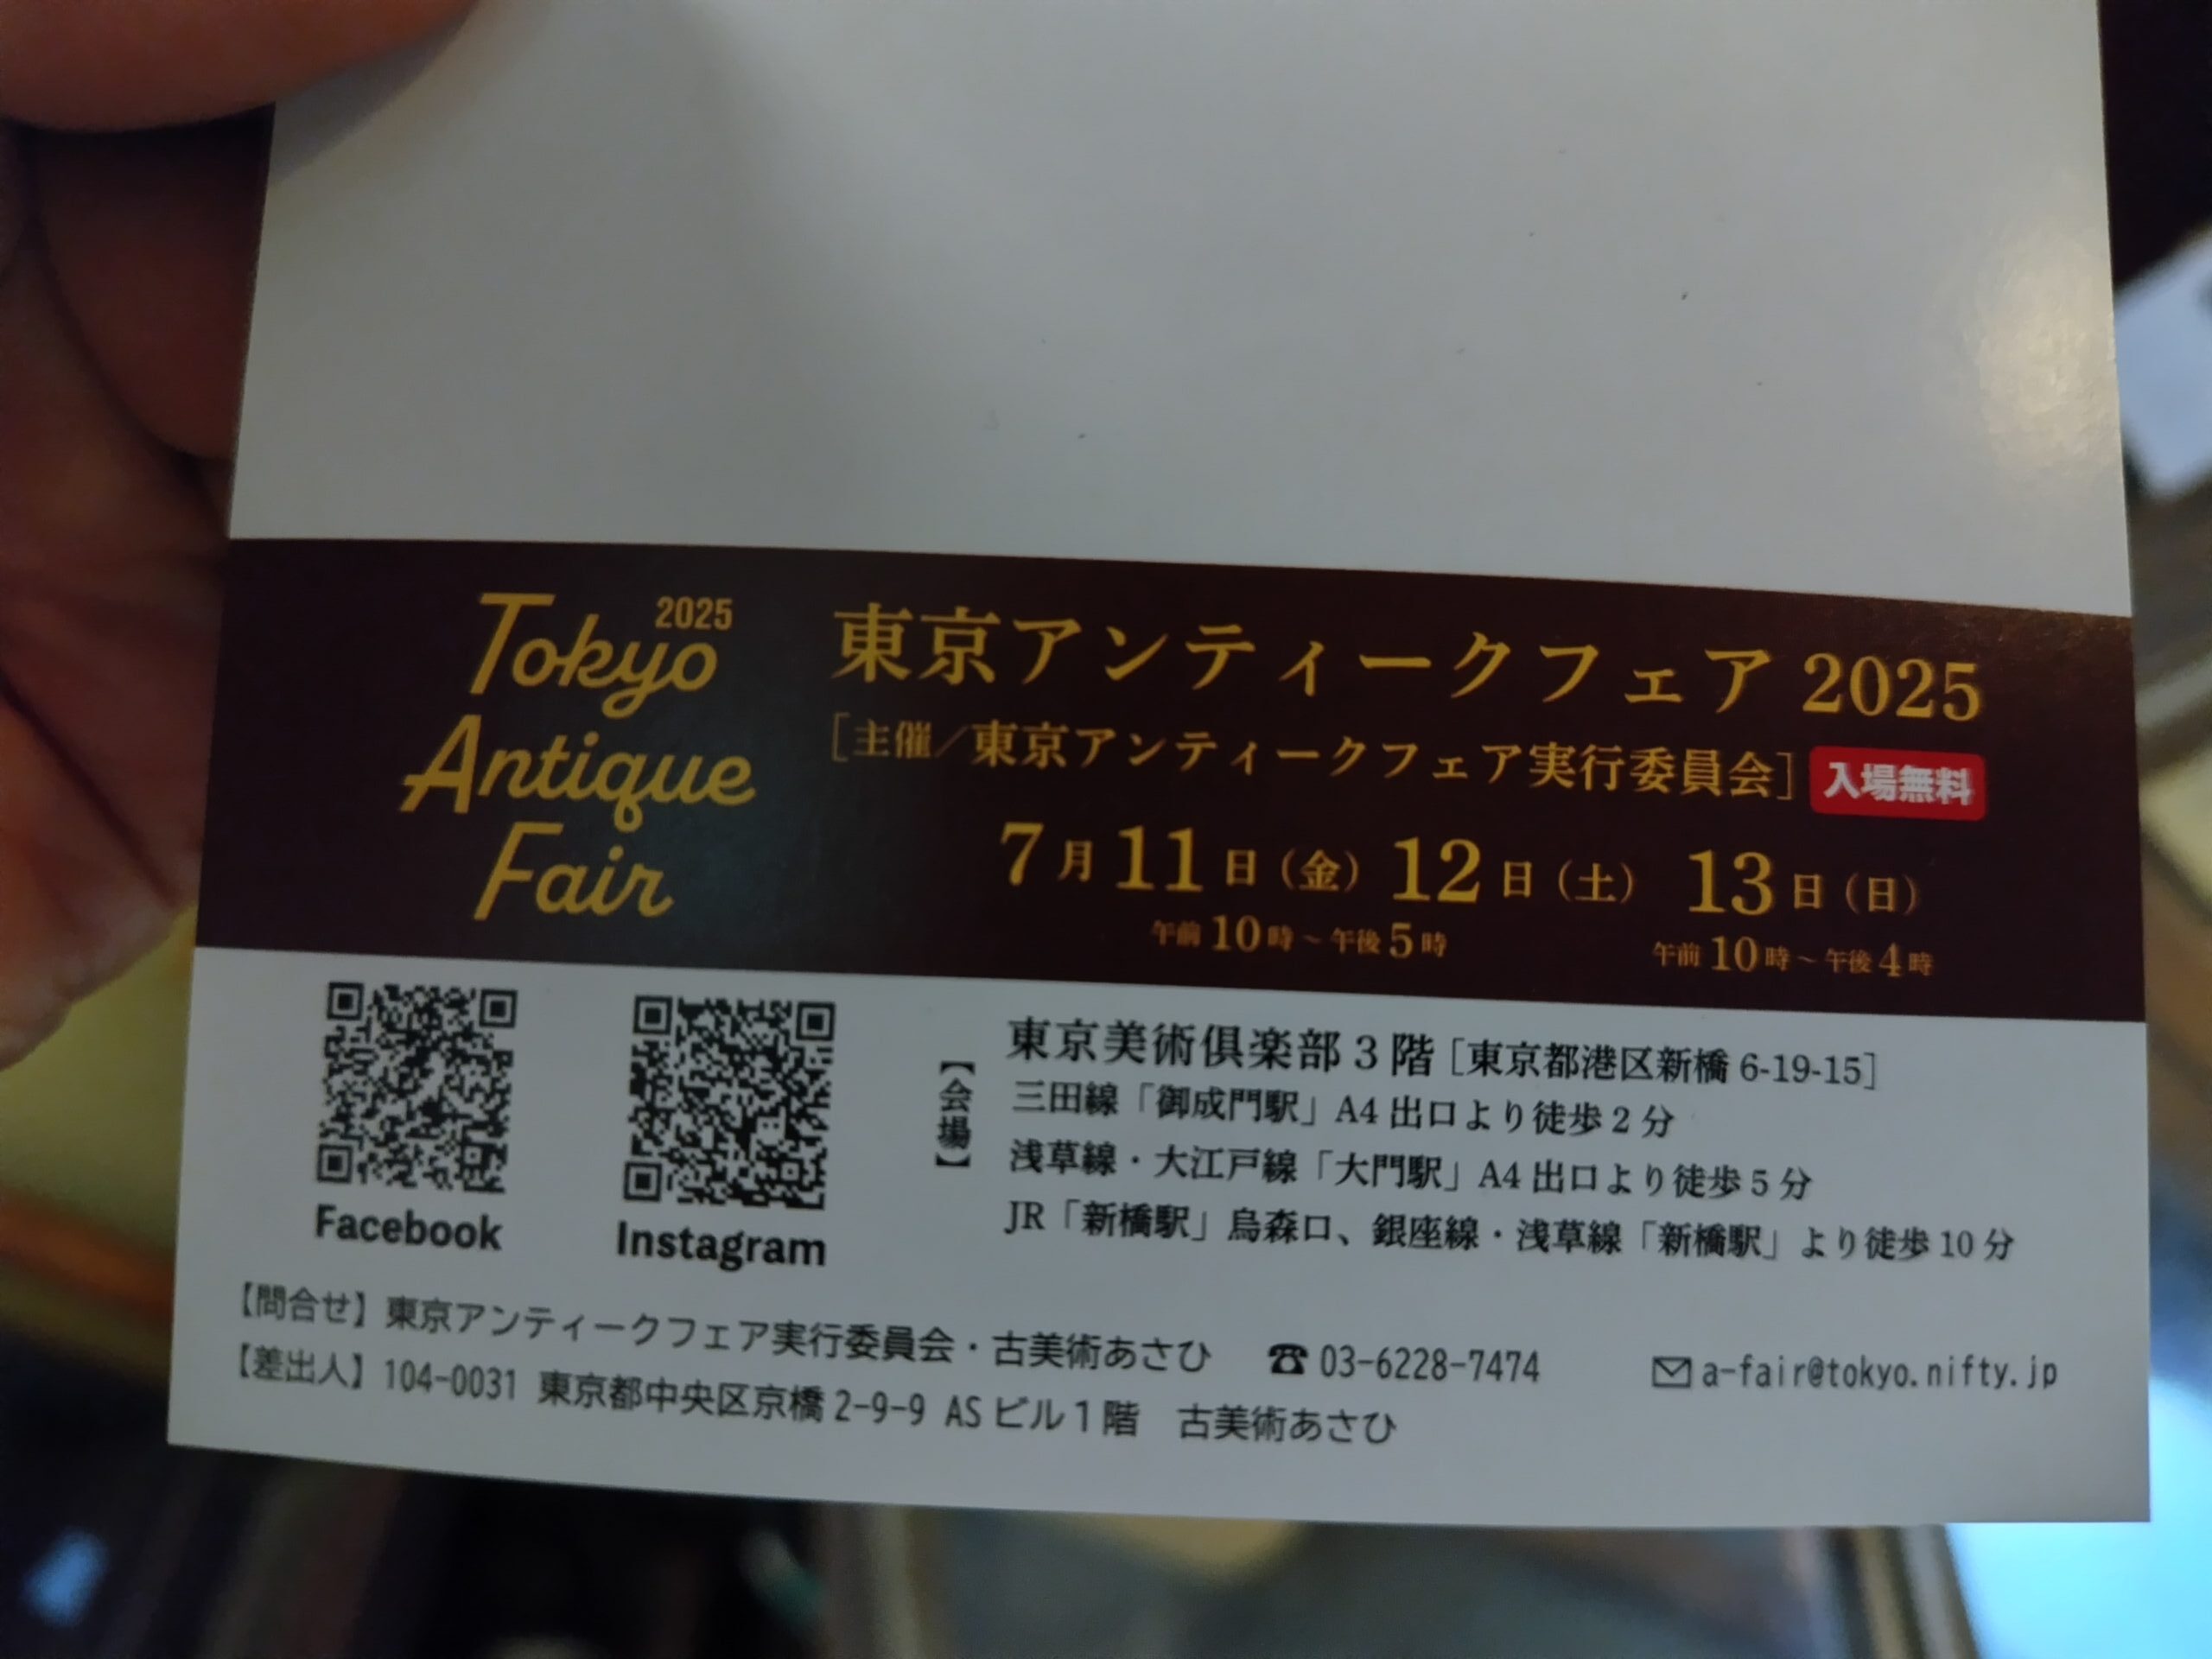 2025
Tokyo
Antique
Fair
東京アンティークフェア 2025
［主催／東京アンティークフェア実行委員会］ 入場無料
7月11日（金）12日（土） 13日（日）
午前10時～午後5時 午前10時～午後4時
【会場】
東京美術倶楽部3階［東京都港区新橋 6-19-15］
三田線「御成門駅」A4出口より徒歩2分
浅草線・大江戸線「大門駅」A4出口より徒歩5分
JR「新橋駅」烏森口、銀座線・浅草線「新橋駅」より徒歩10分
Facebook
Instagram
【問合せ】東京アンティークフェア実行委員会・古美術あさひ ☎03-6228-7474 ✉a-fair@tokyo.nifty.jp
【差出人】104-0031 東京都中央区京橋2-9-9 ASビル1階 古美術あさひ